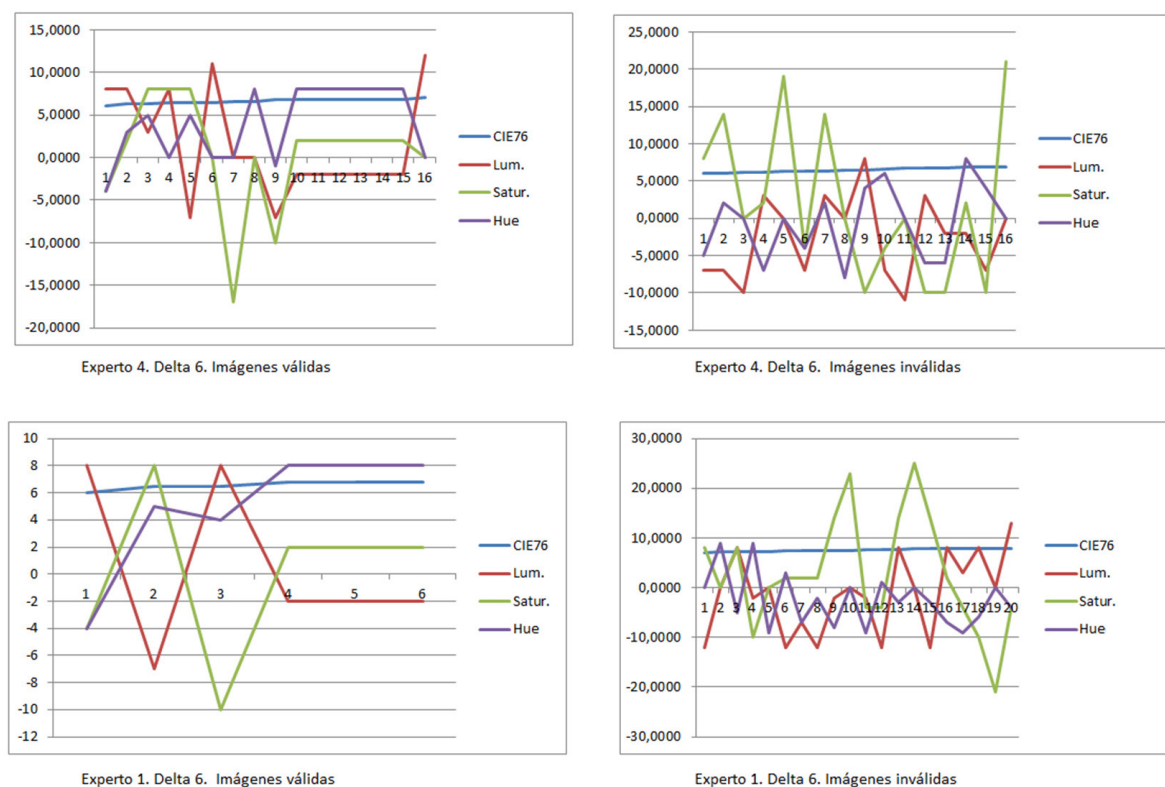 15,0000
10,0000
5,0000
0,0000
-5,0000
-10,0000
-15,0000
-20,0000
1 2 3 4 5 6 7 8 9 10 11 12 13 14 15 16
CIE76
Lum.
Satur.
Hue
Experto 4. Delta 6. Imágenes válidas
25,0000
20,0000
15,0000
10,0000
5,0000
0,0000
-5,0000
-10,0000
-15,0000
1 2 3 4 5 6 7 8 9 10 11 12 13 14 15 16
CIE76
Lum.
Satur.
Hue
Experto 4. Delta 6. Imágenes inválidas
10
8
6
4
2
0
-2
-4
-6
-8
-10
-12
1 2 3 4 5 6
CIE76
Lum.
Satur.
Hue
Experto 1. Delta 6. Imágenes válidas
30,0000
20,0000
10,0000
0,0000
-10,0000
-20,0000
-30,0000
1 2 3 4 5 6 7 8 9 10 11 12 13 14 15 16 17 18 19 20
CIE76
Lum.
Satur.
Hue
Experto 1. Delta 6. Imágenes inválidas